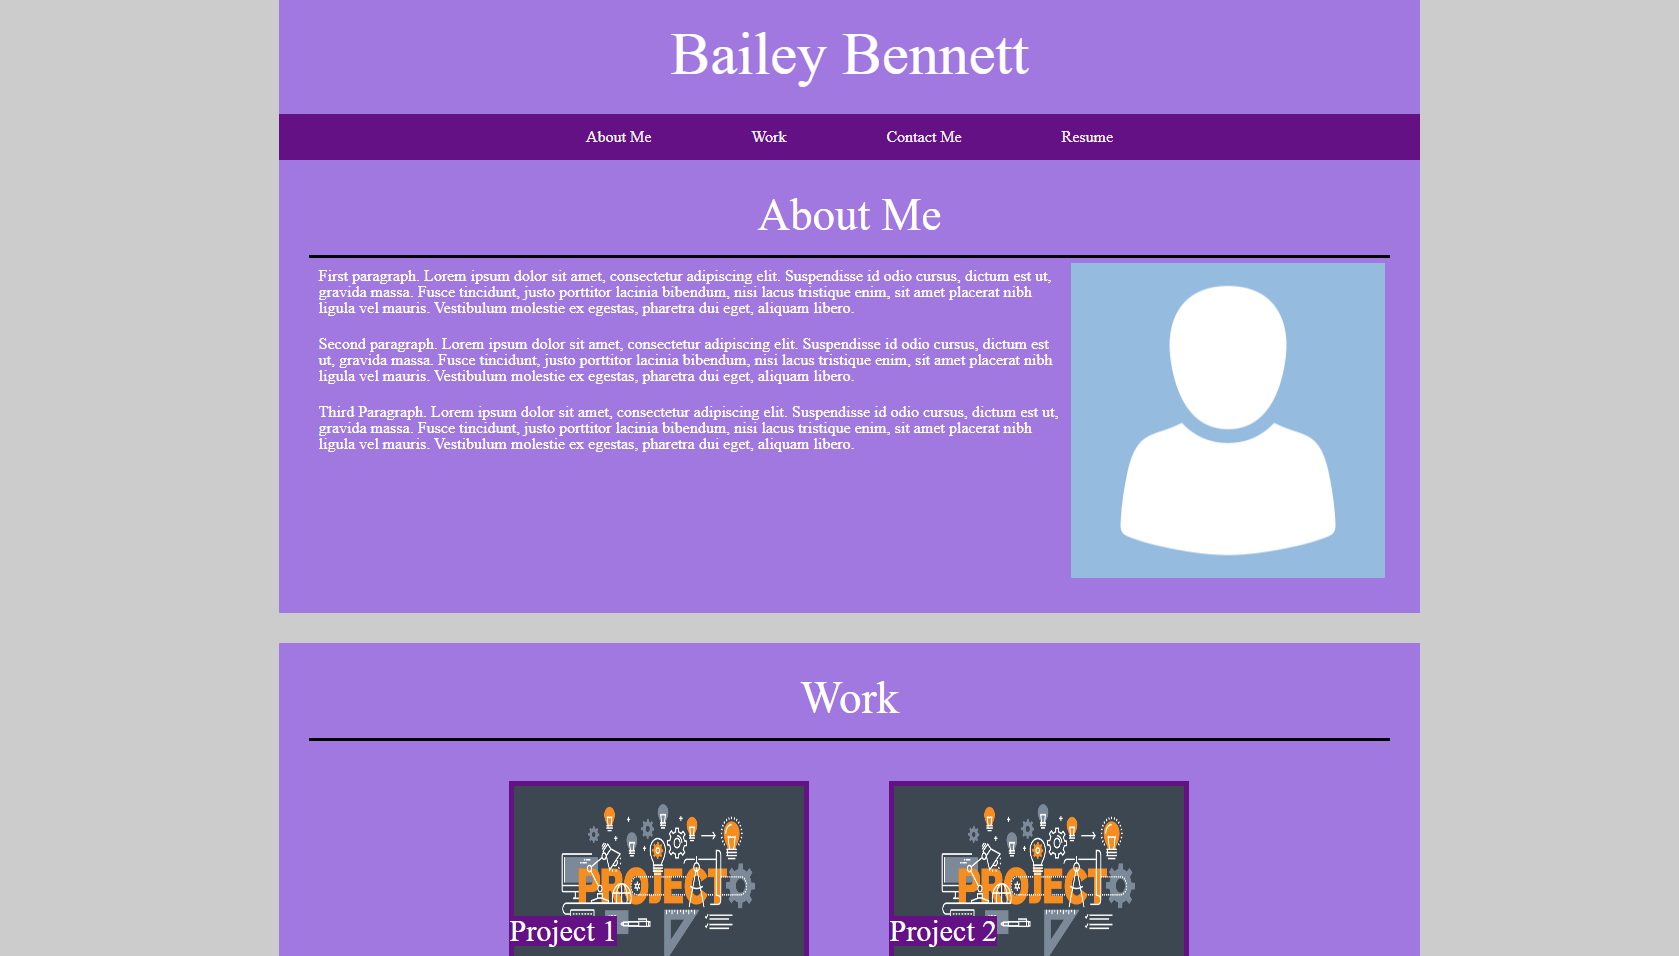 Bailey Bennett
About Me
Work
Contact Me
Resume
About Me
First paragraph. Lorem ipsum dolor sit amet, consectetur adipiscing elit. Suspendisse id odio cursus, dictum est ut,
gravida massa. Fusce tincidunt, justo porttitor lacinia bibendum, nisi lacus tristique enim, sit amet placerat nibh
ligula vel mauris. Vestibulum molestie ex egestas, pharetra dui eget, aliquam libero.
Second paragraph. Lorem ipsum dolor sit amet, consectetur adipiscing elit. Suspendisse id odio cursus, dictum est
ut, gravida massa. Fusce tincidunt, justo porttitor lacinia bibendum, nisi lacus tristique enim, sit amet placerat nibh
ligula vel mauris. Vestibulum molestie ex egestas, pharetra dui eget, aliquam libero.
Third Paragraph. Lorem ipsum dolor sit amet, consectetur adipiscing elit. Suspendisse id odio cursus, dictum est ut,
gravida massa. Fusce tincidunt, justo porttitor lacinia bibendum, nisi lacus tristique enim, sit amet placerat nibh
ligula vel mauris. Vestibulum molestie ex egestas, pharetra dui eget, aliquam libero.
Work
PROJECT
Project 1
PROJECT
Project 2